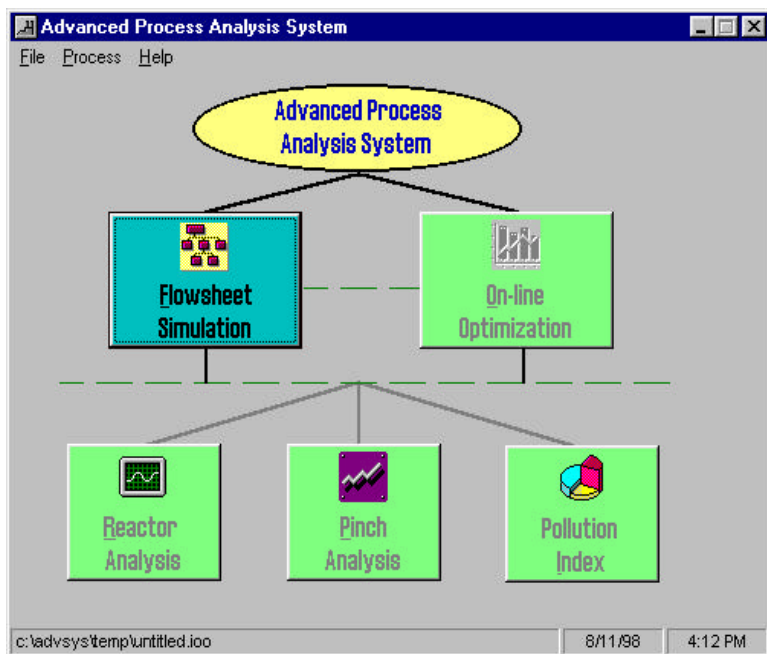 Advanced Process Analysis System
File Process Help
Advanced Process
Analysis System
Flowsheet
Simulation
On-line
Optimization
Reactor
Analysis
Pinch
Analysis
Pollution
Index
c:\advsys\temp\untitled.ioo
8/11/98
4:12 PM